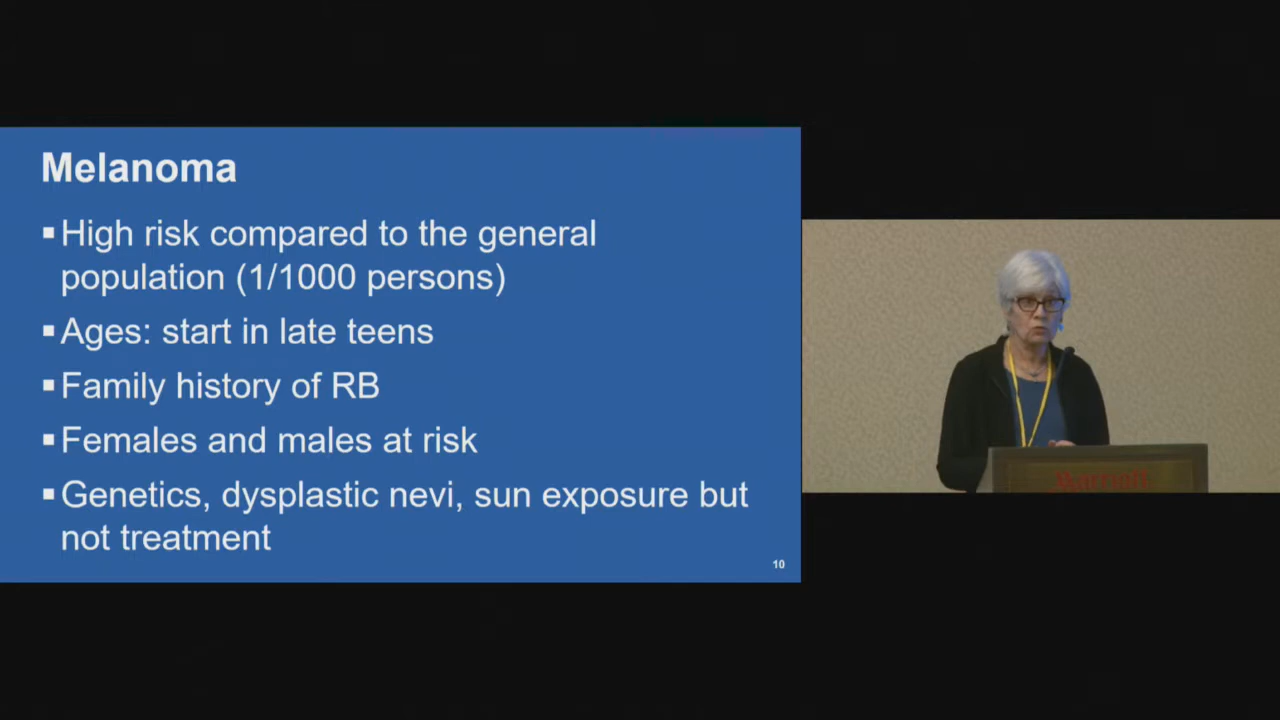 Melanoma
▪High risk compared to the general
population (1/1000 persons)
▪Ages: start in late teens
▪Family history of RB
▪Females and males at risk
▪Genetics, dysplastic nevi, sun exposure but
not treatment
10
Marriott